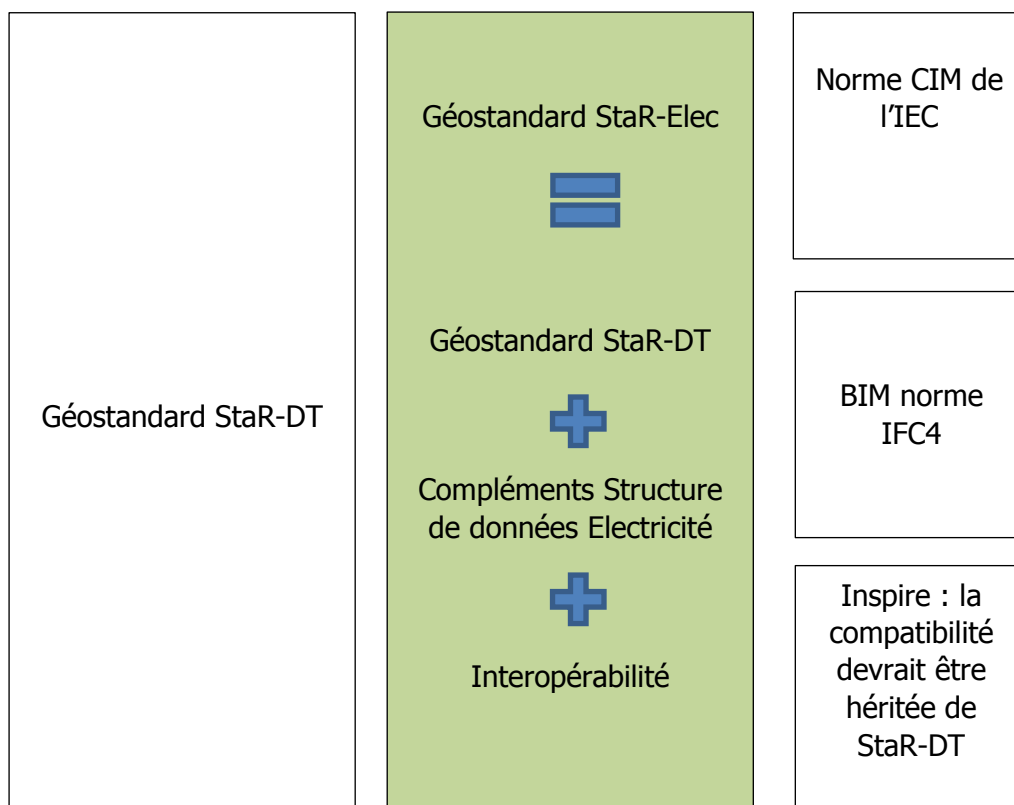 Géostandard StaR-DT
Géostandard StaR-Elec
Géostandard StaR-DT
Compléments Structure
de données Electricité
Interopérabilité
Norme CIM de
l’IEC
BIM norme
IFC4
Inspire : la
compatibilité
devrait être
héritée de
StaR-DT